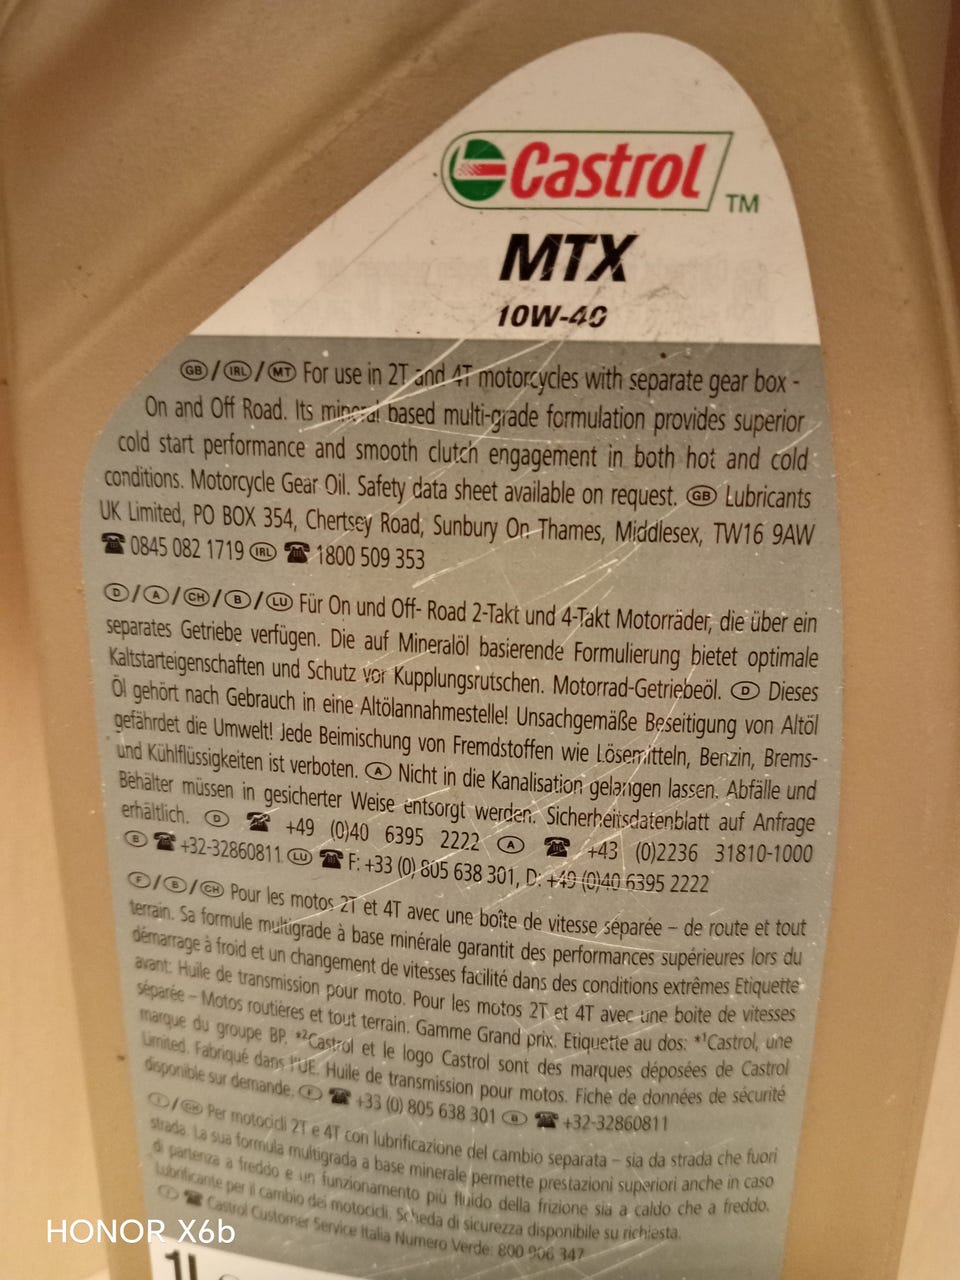 Castrol
TM
MTX
10W-40
GB / IRL / MT For use in 2T and 4T motorcycles with separate gear box -
On and Off Road. Its mineral based multi-grade formulation provides superior
cold start performance and smooth clutch engagement in both hot and cold
conditions. Motorcycle Gear Oil. Safety data sheet available on request. GB Lubricants
UK Limited, PO BOX 354, Chertsey Road, Sunbury On Thames, Middlesex, TW16 9AW
☎ 0845 082 1719 IRL ☎ 1800 509 353
D / A / CH / B / LU Für On und Off- Road 2-Takt und 4-Takt Motorräder, die über ein
separates Getriebe verfügen. Die auf Mineralöl basierende Formulierung bietet optimale
Kaltstarteigenschaften und Schutz vor Kupplungsrutschen. Motorrad-Getriebeöl. D Dieses
Öl gehört nach Gebrauch in eine Altölannahmestelle! Unsachgemäße Beseitigung von Altöl
gefährdet die Umwelt! Jede Beimischung von Fremdstoffen wie Lösemitteln, Benzin, Brems-
und Kühlflüssigkeiten ist verboten. A Nicht in die Kanalisation gelangen lassen. Abfälle und
Behälter müssen in gesicherter Weise entsorgt werden. Sicherheitsdatenblatt auf Anfrage
erhältlich. D ☎ +49 (0)40 6395 2222 A ☎ +43 (0)2236 31810-1000
B ☎ +32-32860811 LU ☎ F: +33 (0) 805 638 301, D: +49 (0)40 6395 2222
F / B / CH Pour les motos 2T et 4T avec une boîte de vitesse séparée – de route et tout
terrain. Sa formule multigrade à base minérale garantit des performances supérieures lors du
démarrage à froid et un changement de vitesses facilité dans des conditions extrêmes Etiquette
avant: Huile de transmission pour moto. Pour les motos 2T et 4T avec une boite de vitesses
séparée – Motos routières et tout terrain. Gamme Grand prix. Etiquette au dos: *¹Castrol, une
marque du groupe BP. *²Castrol et le logo Castrol sont des marques déposées de Castrol
Limited. Fabriqué dans l'UE. Huile de transmission pour motos. Fiche de données de sécurité
disponible sur demande. F ☎ +33 (0) 805 638 301 B ☎ +32-32860811
I / CH Per motocicli 2T e 4T con lubrificazione del cambio separata – sia da strada che fuori
strada. La sua formula multigrada a base minerale permette prestazioni superiori anche in caso
di partenza a freddo e un funzionamento più fluido della frizione sia a caldo che a freddo.
Lubrificante per il cambio dei motocicli. Scheda di sicurezza disponibile su richiesta.
I ☎ Castrol Customer Service Italia Numero Verde: 800 906 347
1L
HONOR X6b